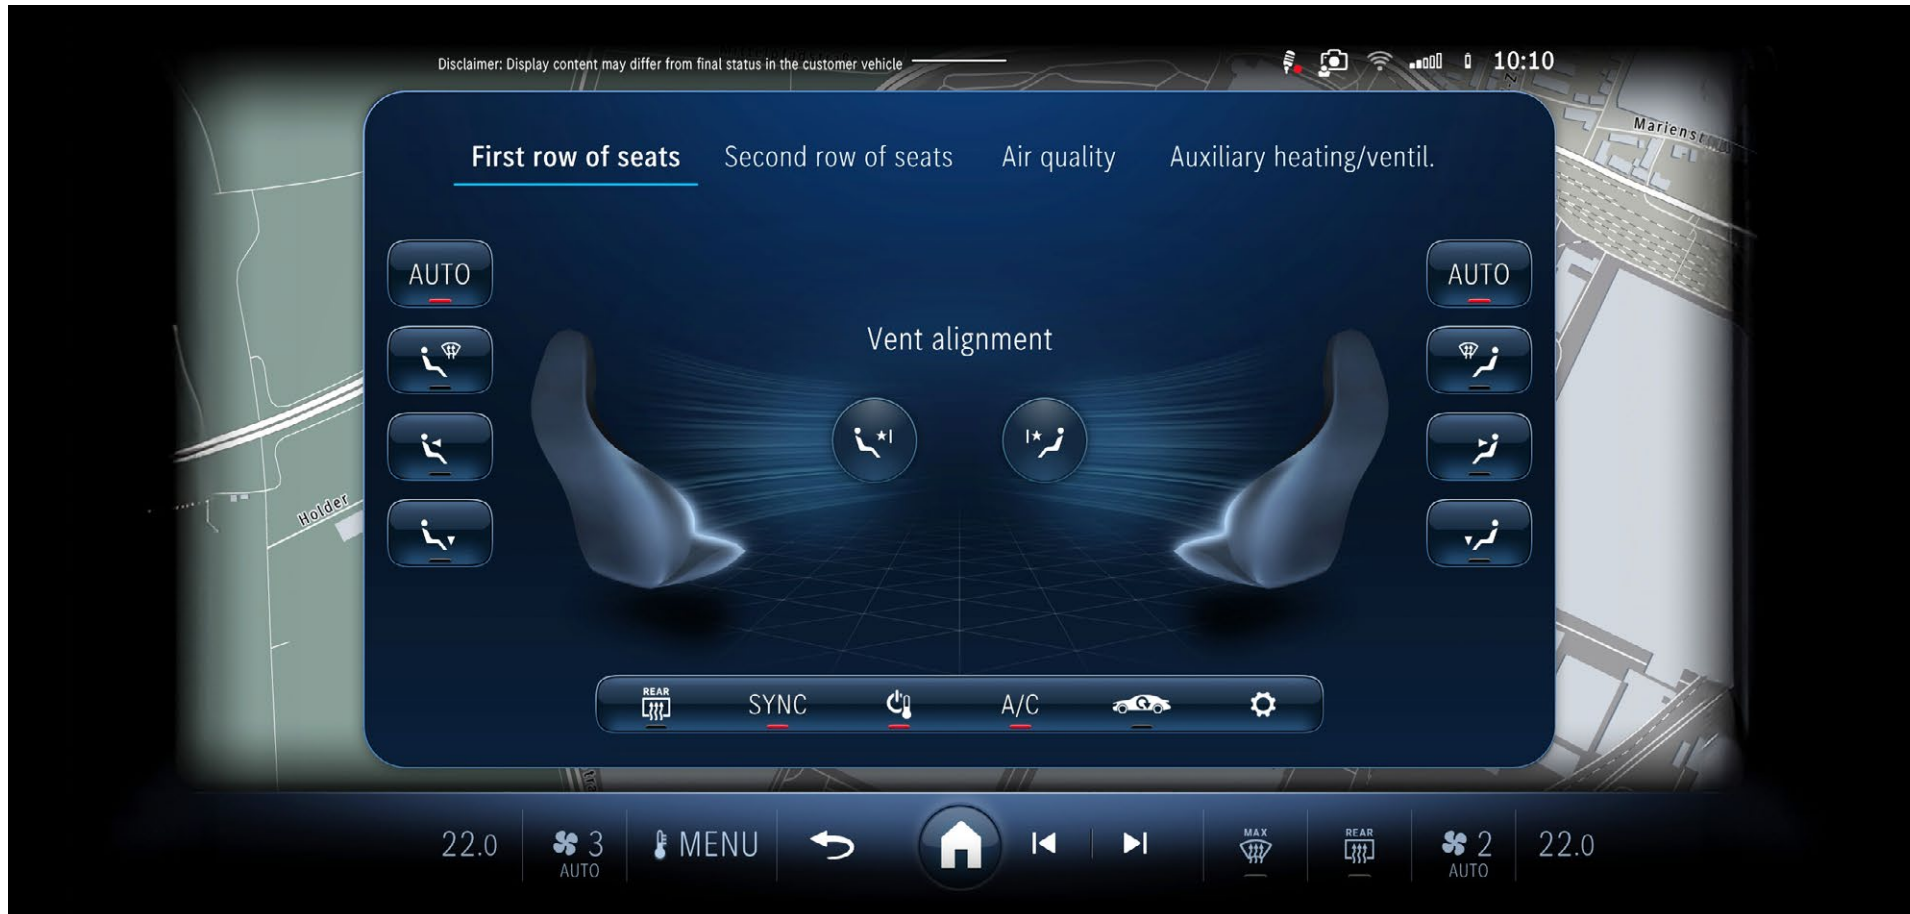 Disclaimer: Display content may differ from final status in the customer vehicle
10:10
Marienst
First row of seats Second row of seats Air quality Auxiliary heating/ventil.
AUTO AUTO
Vent alignment
Holder
REAR SYNC A/C
22.0 3 AUTO MENU MAX REAR 2 AUTO 22.0